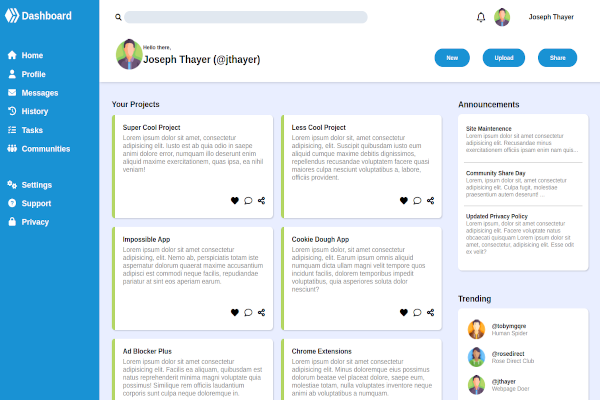 Dashboard
Home
Profile
Messages
History
Tasks
Communities
Settings
Support
Privacy
Joseph Thayer
Hello there,
Joseph Thayer (@jthayer)
New
Upload
Share
Your Projects
Super Cool Project
Lorem ipsum dolor sit amet, consectetur
adipisicing elit. Iusto est ab quia odio in saepe
animi dolore error, numquam illo deserunt enim
aliquid maxime exercitationem, quas ipsa, ea nihil
veniam!
Less Cool Project
Lorem ipsum dolor sit, amet consectetur
adipisicing, elit. Suscipit quibusdam iusto eum
aliquid cumque maxime debitis dignissimos,
repellendus recusandae voluptatem facere quasi
maiores culpa nesciunt voluptatibus a, labore,
officiis provident.
Impossible App
Lorem ipsum dolor sit amet consectetur
adipisicing, elit. Nemo ab, perspiciatis totam iste
aspernatur dolorum quaerat maxime accusantium
adipisci est commodi neque facilis, repudiandae
pariatur at sint eos aperiam earum.
Cookie Dough App
Lorem ipsum dolor sit, amet consectetur
adipisicing, elit. Earum ipsum omnis aliquid
numquam dicta ullam magni velit tempore quos
incidunt facilis, dolorem temporibus impedit
voluptatibus, quia asperiores soluta dolor
nesciunt?
Ad Blocker Plus
Lorem ipsum dolor sit amet consectetur
adipisicing elit. Facilis ea aliquam, quibusdam est
natus reprehenderit minima magni voluptate quis
possimus! Similique rem officiis laudantium
corporis sunt culpa neque doloremque in.
Chrome Extensions
Lorem ipsum dolor sit amet, consectetur
adipisicing elit. Minus doloremque eius possimus
dolorum beatae vel placeat dolore, saepe eum,
molestiae totam, nulla voluptates inventore neque
animi ab voluptatibus a numquam.
Announcements
Site Maintenence
Lorem ipsum dolor sit amet consectetur
adipisicing elit. Recusandae minus
exercitationem officiis ipsam enim nam quis...
Community Share Day
Lorem, ipsum dolor sit amet consectetur
adipisicing elit. Culpa fugit, molestiae
praesentium autem deserunt! ...
Updated Privacy Policy
Lorem, ipsum dolor sit amet consectetur
adipisicing elit. Facere voluptate natus
obcaecati quisquam Lorem ipsum dolor sit
amet, consectetur, adipisicing elit. Esse odit
ex velit?
Trending
@tobymgqre
Human Spider
@rosedirect
Rose Direct Club
@jthayer
Webpage Doer